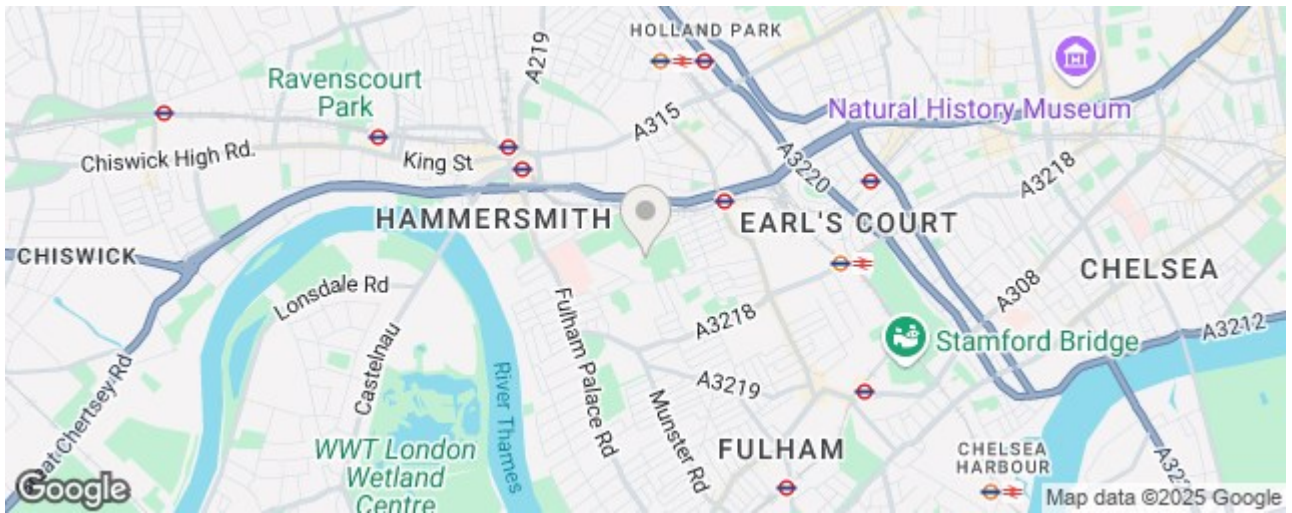 HOLLAND PARK
A219
Ravenscourt
Park
Natural History Museum
A315
Chiswick High Rd.
King St
A3220
A3218
HAMMERSMITH
EARL'S COURT
CHISWICK
CHELSEA
Lonsdale Rd
A308
Fulham Palace Rd
A3218
A3212
Stamford Bridge
Castelnau
River Thames
A3219
Munster Rd
WWT London
Wetland
Centre
FULHAM
CHELSEA
HARBOUR
Chertsey Rd
Google
Map data ©2025 Google